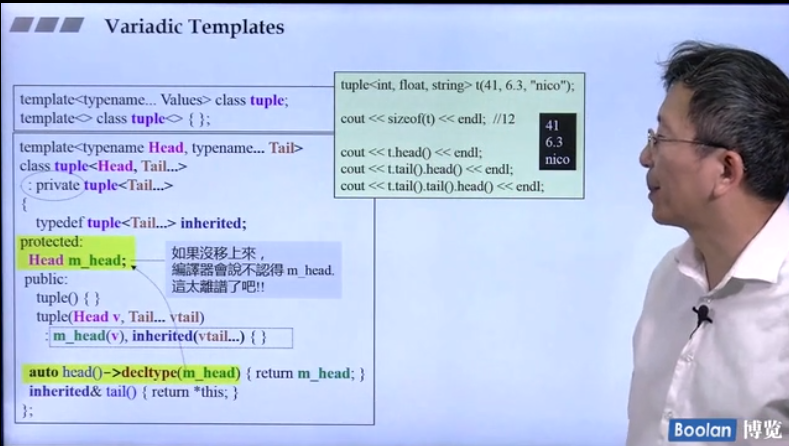 Variadic Templates
template<typename... Values> class tuple;
template<> class tuple<> { };
template<typename Head, typename... Tail>
class tuple<Head, Tail...>
: private tuple<Tail...>
{
typedef tuple<Tail...> inherited;
protected:
Head m_head;
public:
tuple() { }
tuple(Head v, Tail... vtail)
: m_head(v), inherited(vtail...) { }
auto head()->decltype(m_head) { return m_head; }
inherited& tail() { return *this; }
};
如果沒移上來，
編譯器會說不認得 m_head.
這太離譜了吧!!
tuple<int, float, string> t(41, 6.3, "nico");
cout << sizeof(t) << endl; //12
cout << t.head() << endl;
cout << t.tail().head() << endl;
cout << t.tail().tail().head() << endl;
41
6.3
nico
Boolan 博览